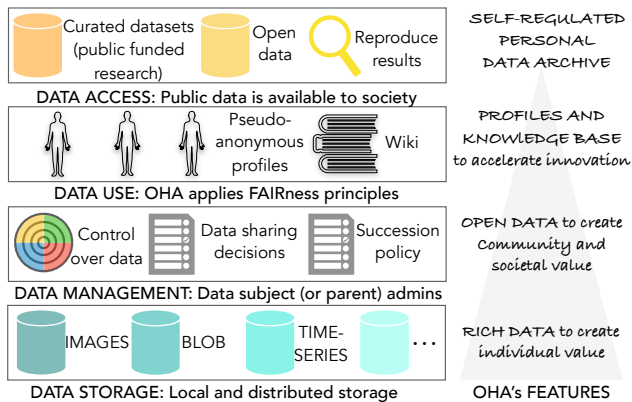 Curated datasets
(public funded
research)
Open
data
Reproduce
results
DATA ACCESS: Public data is available to society
Pseudo-
anonymous
profiles
Wiki
DATA USE: OHA applies FAIRness principles
Control
over data
Data sharing
decisions
Succession
policy
DATA MANAGEMENT: Data subject (or parent) admins
IMAGES
BLOB
TIME-
SERIES
...
DATA STORAGE: Local and distributed storage
SELF-REGULATED
PERSONAL
DATA ARCHIVE
PROFILES AND
KNOWlEDGE BASE
to accelerate innovation
OPEN DATA to create
Community and
societal value
RICH DATA to create
individual value
OHA's FEATURES